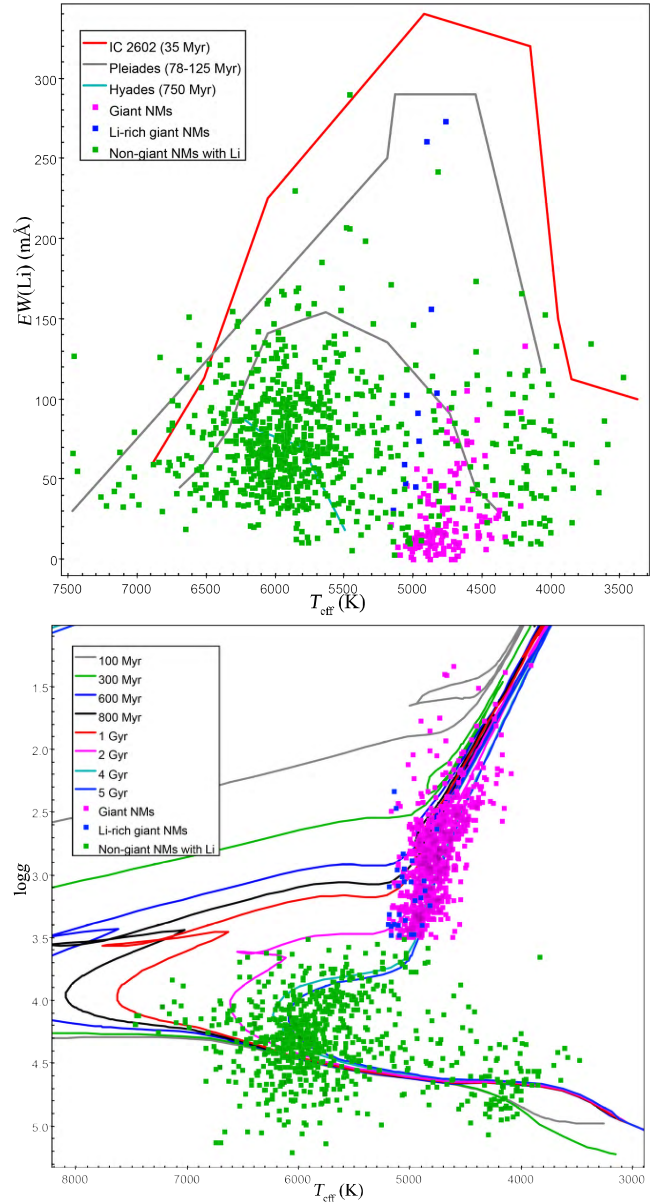 IC 2602 (35 Myr)
Pleiades (78-125 Myr)
Hyades (750 Myr)
Giant NMs
Li-rich giant NMs
Non-giant NMs with Li
300
250
200
150
100
50
0
EW(Li) (mÅ)
7500 7000 6500 6000 5500 5000 4500 4000 3500
Teff (K)
100 Myr
300 Myr
600 Myr
800 Myr
1 Gyr
2 Gyr
4 Gyr
5 Gyr
Giant NMs
Li-rich giant NMs
Non-giant NMs with Li
1.5
2.0
2.5
3.0
3.5
4.0
4.5
5.0
logg
8000 7000 6000 5000 4000 3000
Teff (K)